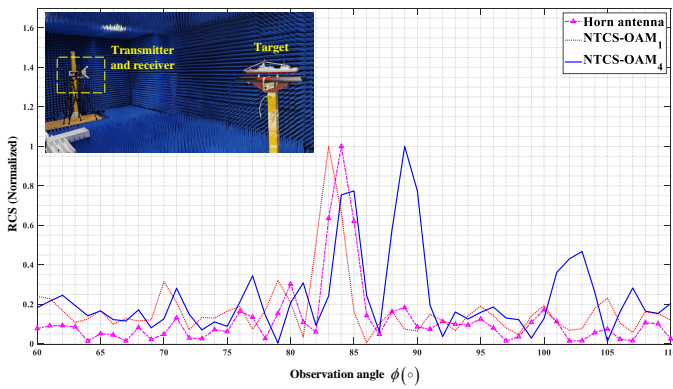 1.6
1.4
1.2
1
0.8
0.6
0.4
0.2
0
RCS (Normalized)
Transmitter
and receiver
Target
Horn antenna
NTCS-OAM1
NTCS-OAM4
60 65 70 75 80 85 90 95 100 105 11
Observation angle ϕ(○)